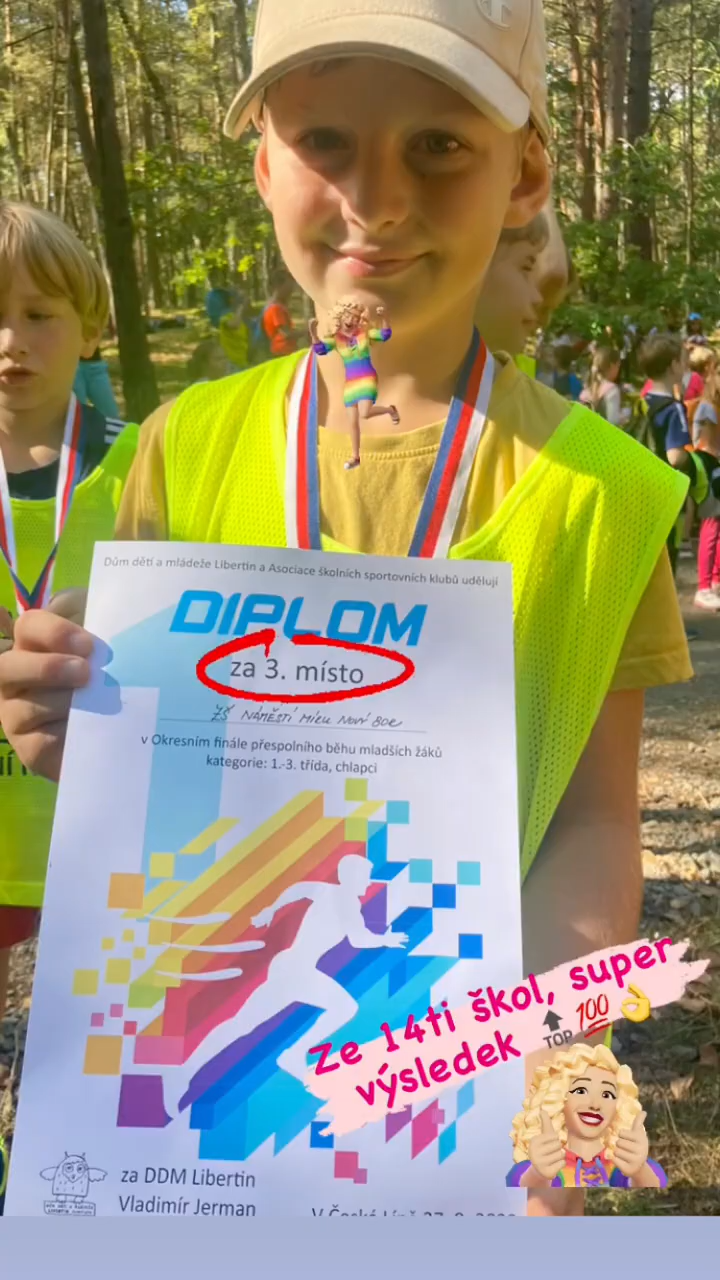 Dům dětí a mládeže Libertin a Asociace školních sportovních klubů udělují
DIPLOM
za 3. místo
ZŠ NÁMĚSTÍ MÍRU NOVÝ BOR
v Okresním finále přespolního běhu mladších žáků
kategorie: 1.-3. třída, chlapci
Ze 14ti škol, super
výsledek
TOP
100
za DDM Libertin
Vladimír Jerman
V České Lípě 27. 9.